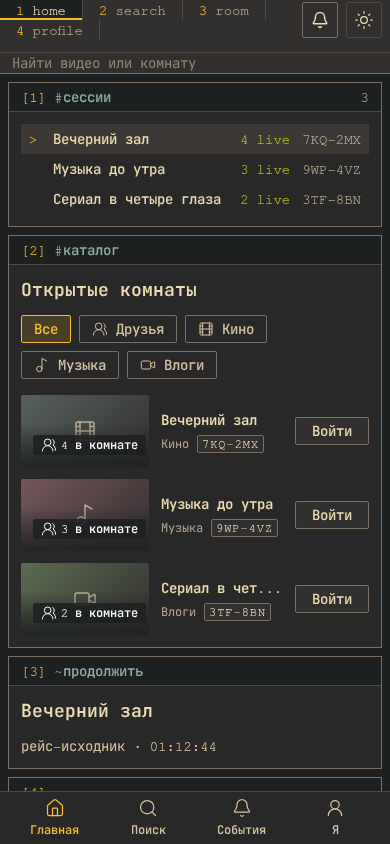 1 home 2 search 3 room
4 profile
Найти видео или комнату
[1] #сессии 3
> Вечерний зал 4 live 7KQ-2MX
Музыка до утра 3 live 9WP-4VZ
Сериал в четыре глаза 2 live 3TF-8BN
[2] #каталог
Открытые комнаты
Все Друзья Кино
Музыка Влоги
4 в комнате
Вечерний зал
Кино 7KQ-2MX
Войти
3 в комнате
Музыка до утра
Музыка 9WP-4VZ
Войти
2 в комнате
Сериал в чет...
Влоги 3TF-8BN
Войти
[3] ~продолжить
Вечерний зал
рейс-исходник · 01:12:44
Главная Поиск События Я